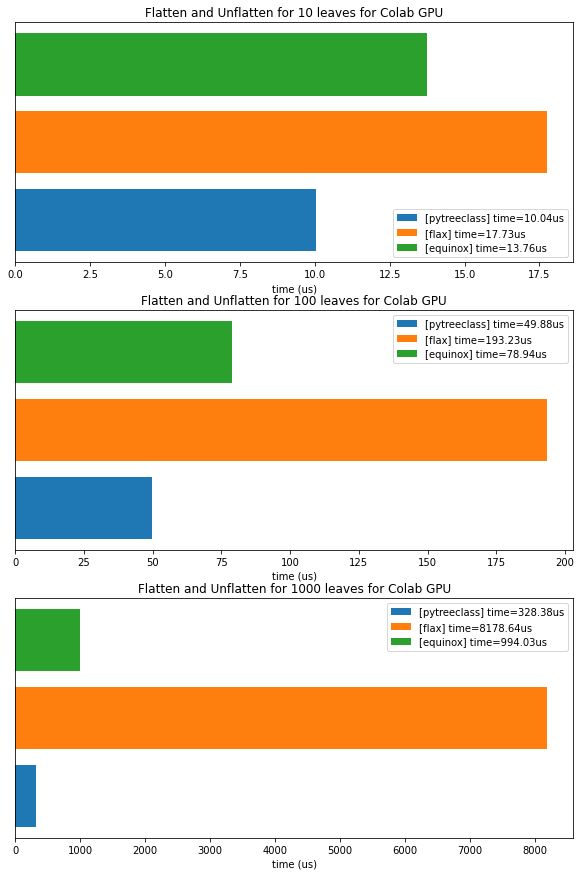 Flatten and Unflatten for 10 leaves for Colab GPU
[pytreeclass] time=10.04us
[flax] time=17.73us
[equinox] time=13.76us
0.0 2.5 5.0 7.5 10.0 12.5 15.0 17.5
time (us)
Flatten and Unflatten for 100 leaves for Colab GPU
[pytreeclass] time=49.88us
[flax] time=193.23us
[equinox] time=78.94us
0 25 50 75 100 125 150 175 200
time (us)
Flatten and Unflatten for 1000 leaves for Colab GPU
[pytreeclass] time=328.38us
[flax] time=8178.64us
[equinox] time=994.03us
0 1000 2000 3000 4000 5000 6000 7000 8000
time (us)